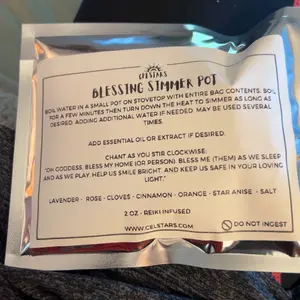 CELSTARS
BLESSING SIMMER POT
BOIL WATER IN A SMALL POT ON STOVETOP WITH ENTIRE BAG CONTENTS. BOIL
FOR A FEW MINUTES THEN TURN DOWN THE HEAT TO SIMMER AS LONG AS
DESIRED. ADDING ADDITIONAL WATER IF NEEDED. MAY BE USED SEVERAL
TIMES.
ADD ESSENTIAL OIL OR EXTRACT IF DESIRED.
CHANT AS YOU STIR CLOCKWISE:
"OH GODDESS, BLESS MY HOME (OR PERSON). BLESS ME (THEM) AS WE SLEEP
AND AS WE PLAY. HELP US SMILE BRIGHT, AND KEEP US SAFE IN YOUR LOVING
LIGHT."
LAVENDER - ROSE - CLOVES - CINNAMON - ORANGE - STAR ANISE - SALT
2 OZ - REIKI INFUSED
WWW.CELSTARS.COM
DO NOT INGEST